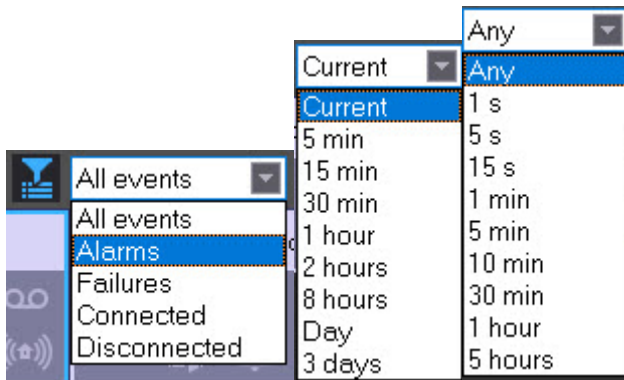 All events
All events
Alarms
Failures
Connected
Disconnected
Current
Current
5 min
15 min
30 min
1 hour
2 hours
8 hours
Day
3 days
Any
Any
1 s
5 s
15 s
1 min
5 min
10 min
30 min
1 hour
5 hours